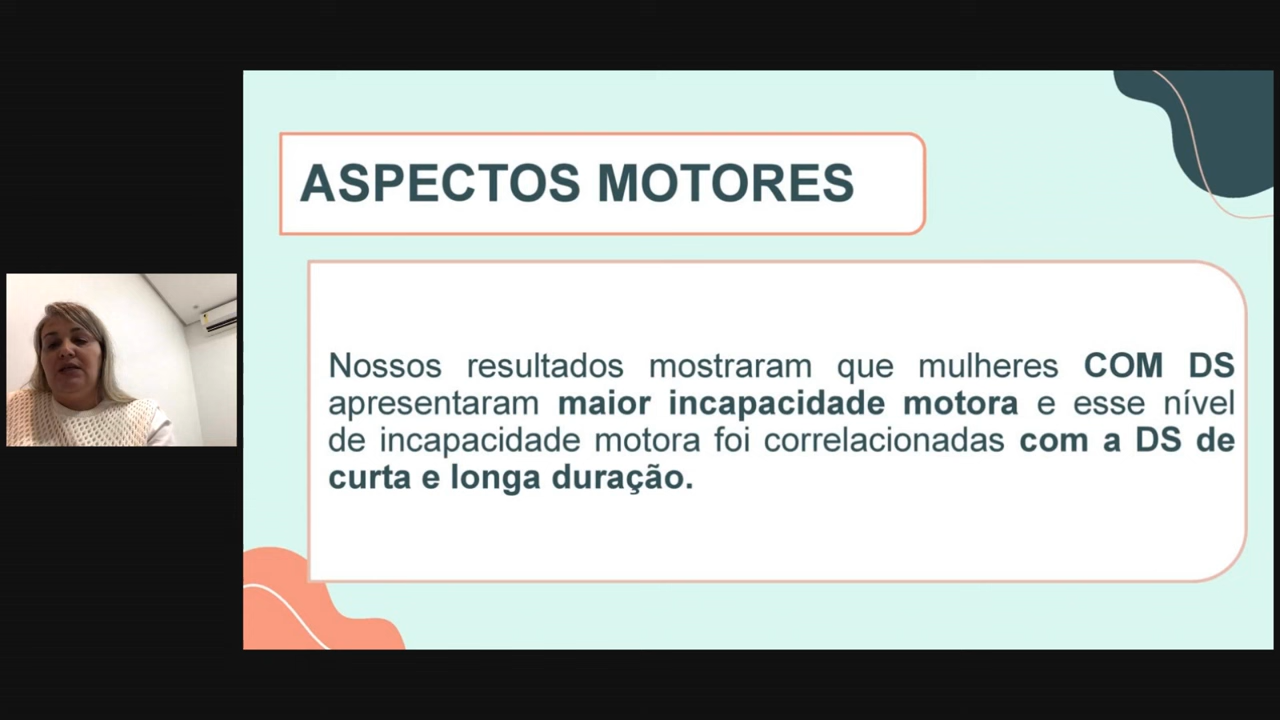 ASPECTOS MOTORES
Nossos resultados mostraram que mulheres COM DS
apresentaram maior incapacidade motora e esse nível
de incapacidade motora foi correlacionadas com a DS de
curta e longa duração.